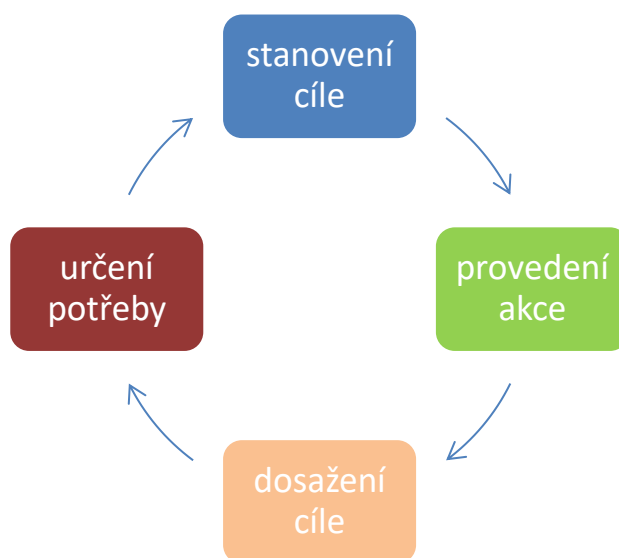 stanovení
cíle
provedení
akce
dosažení
cíle
určení
potřeby